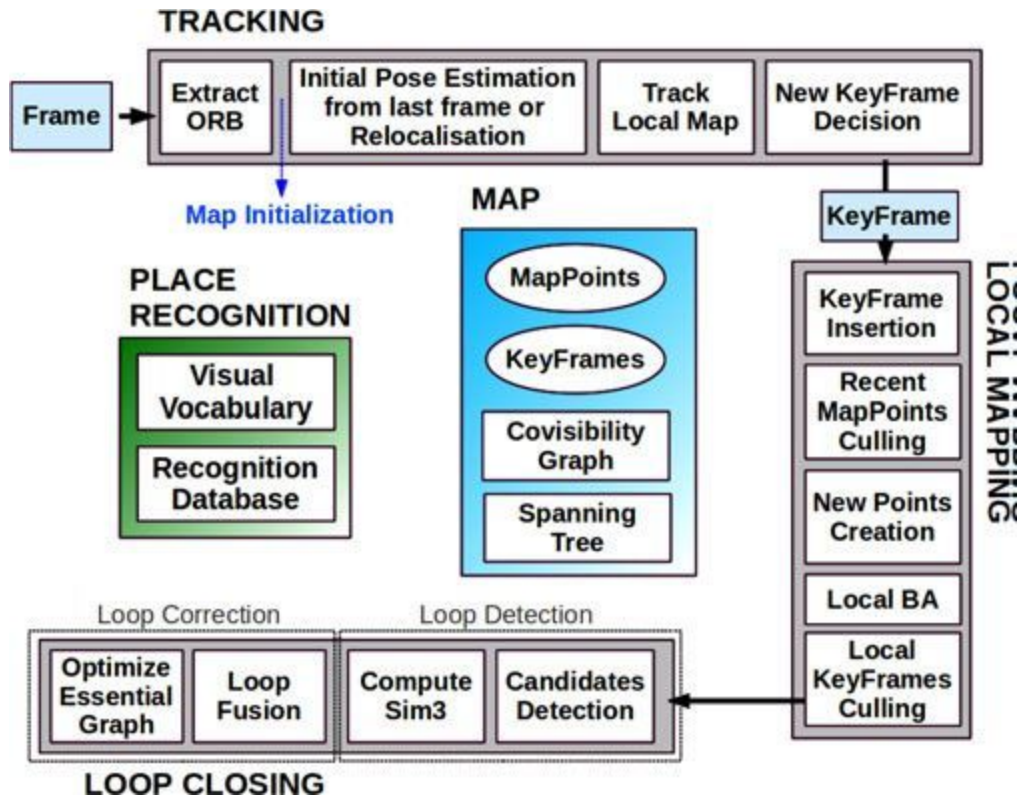 TRACKING
Frame
Extract
ORB
Initial Pose Estimation
from last frame or
Relocalisation
Track
Local Map
New KeyFrame
Decision
Map Initialization
KeyFrame
MAP
MapPoints
KeyFrames
Covisibility
Graph
Spanning
Tree
PLACE
RECOGNITION
Visual
Vocabulary
Recognition
Database
LOCAL MAPPING
KeyFrame
Insertion
Recent
MapPoints
Culling
New Points
Creation
Local BA
Local
KeyFrames
Culling
Loop Correction
Loop Detection
Optimize
Essential
Graph
Loop
Fusion
Compute
Sim3
Candidates
Detection
LOOP CLOSING